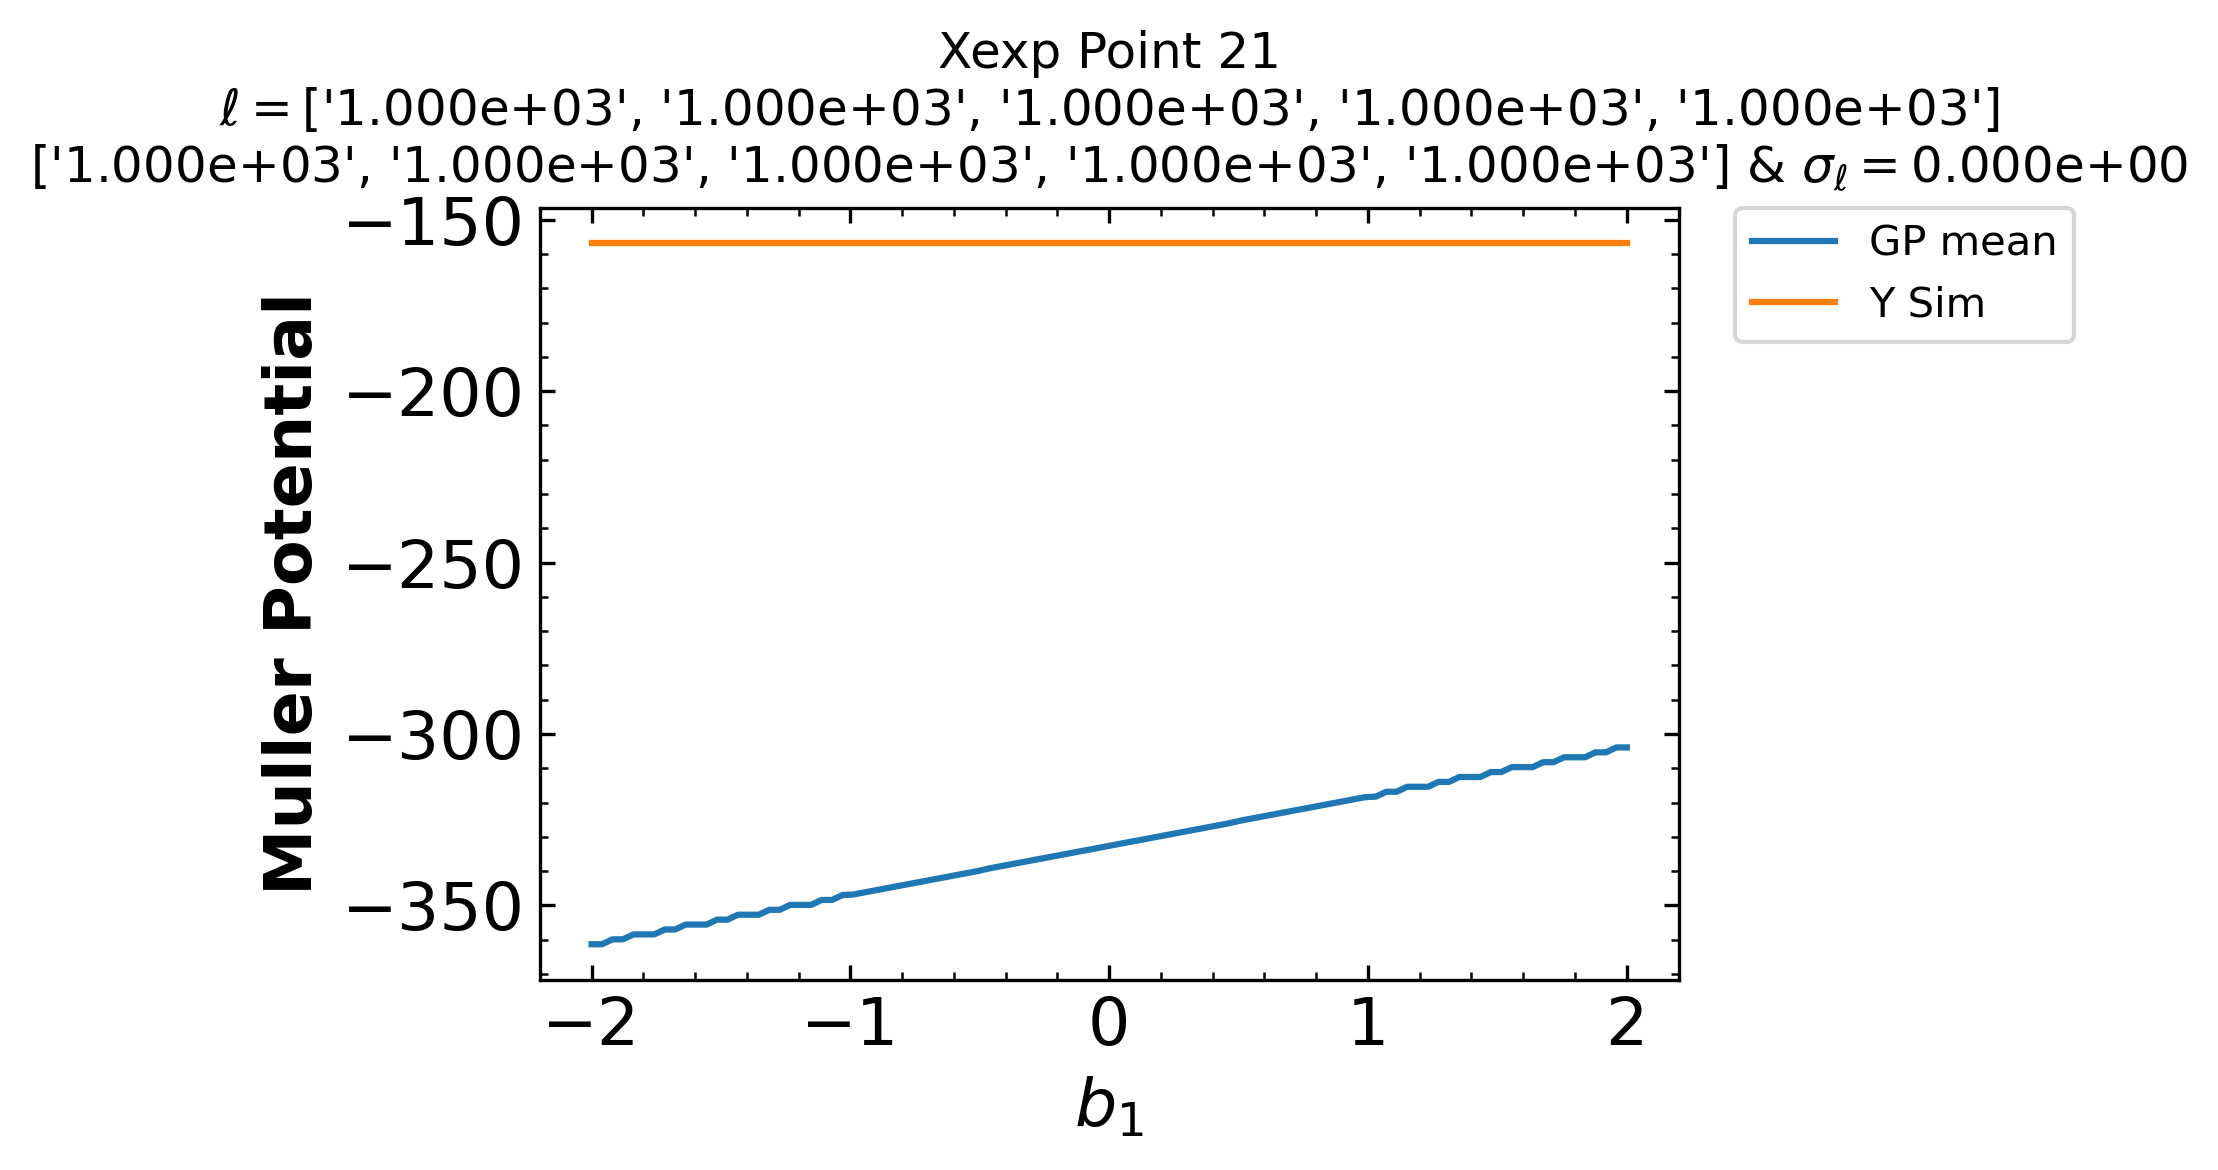 Xexp Point 21
ℓ = ['1.000e+03', '1.000e+03', '1.000e+03', '1.000e+03', '1.000e+03']
['1.000e+03', '1.000e+03', '1.000e+03', '1.000e+03', '1.000e+03'] & σℓ = 0.000e+00
−150
−200
−250
−300
−350
Muller Potential
−2 −1 0 1 2
b₁
GP mean
Y Sim